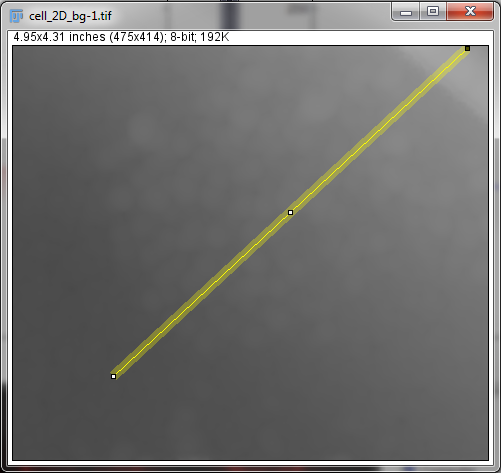 cell_2D_bg-1.tif
4.95x4.31 inches (475x414); 8-bit; 192K